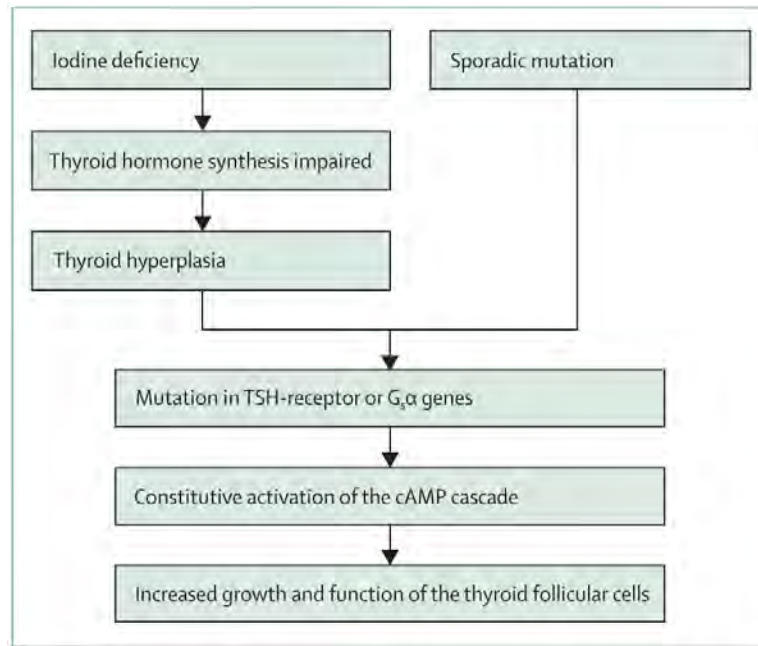 Iodine deficiency
Sporadic mutation
Thyroid hormone synthesis impaired
Thyroid hyperplasia
Mutation in TSH-receptor or Gₛα genes
Constitutive activation of the cAMP cascade
Increased growth and function of the thyroid follicular cells